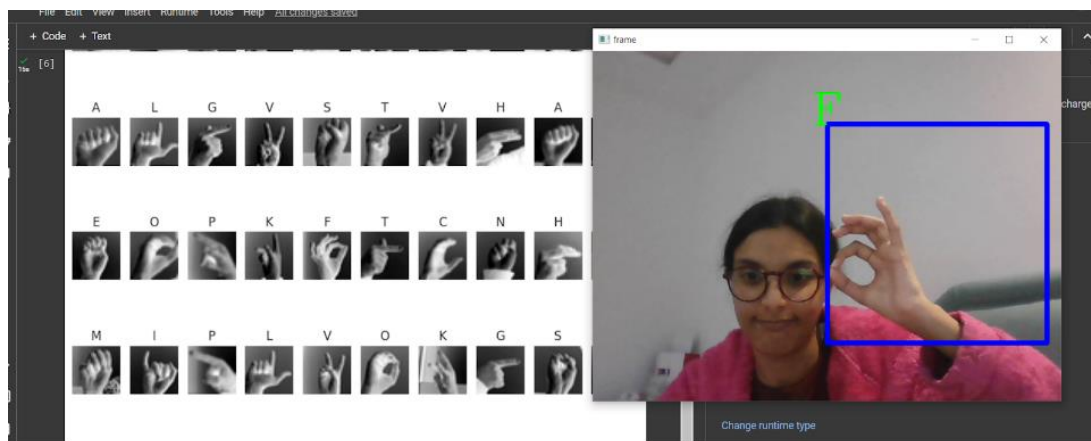 File Edit View Insert Runtime Tools Help All changes saved
+ Code + Text
[6]
A L G V S T V H A
E O P K F T C N H
M I P L V O K G S
frame
F
charge
Change runtime type